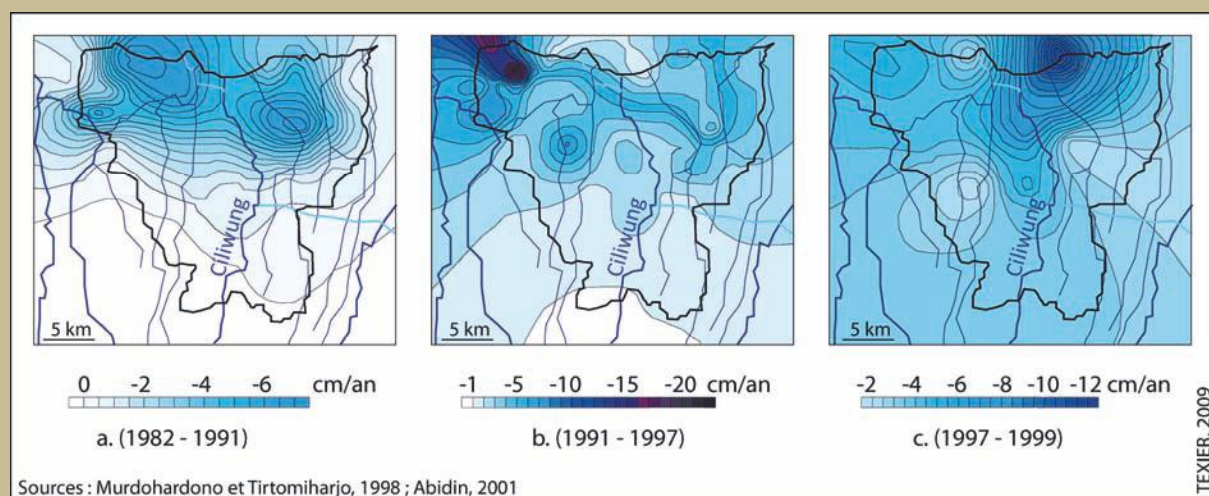 Ciliwung
5 km
0 -2 -4 -6 cm/an
a. (1982 - 1991)
Ciliwung
5 km
-1 -5 -10 -15 -20 cm/an
b. (1991 - 1997)
Ciliwung
5 km
-2 -4 -6 -8 -10 -12 cm/an
c. (1997 - 1999)
TEXIER, 2009
Sources : Murdohardono et Tirtomiharjo, 1998 ; Abidin, 2001